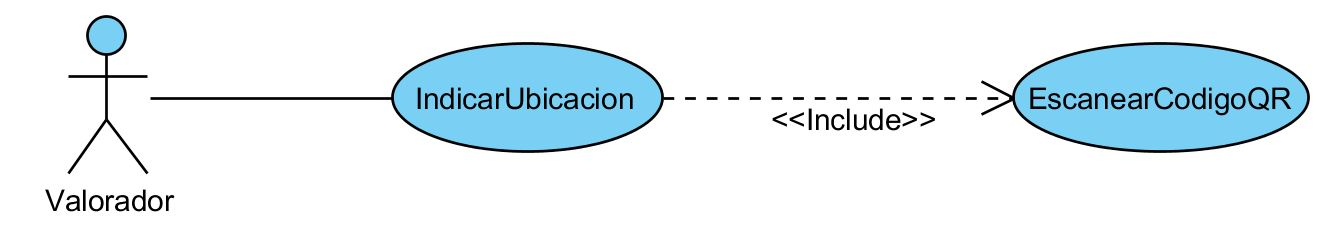 IndicarUbicacion
EscanearCodigoQR
<<Include>>
Valorador